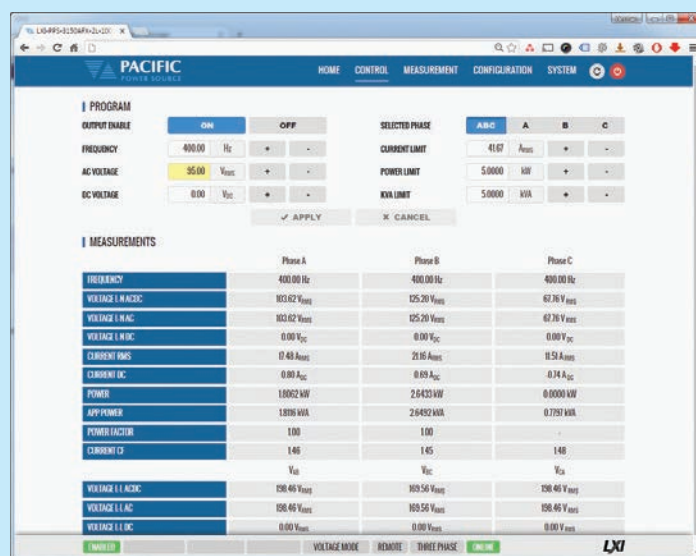 PACIFIC
POWER SOURCE
HOME CONTROL MEASUREMENT CONFIGURATION SYSTEM
PROGRAM
OUTPUT ENABLE ON OFF SELECTED PHASE ABC A B C
FREQUENCY 400.00 Hz + - CURRENT LIMIT 41.67 ARMS + -
AC VOLTAGE 95.00 VRMS + - POWER LIMIT 5.0000 kW + -
DC VOLTAGE 0.00 VDC + - KVA LIMIT 5.0000 kVA + -
✓ APPLY X CANCEL
MEASUREMENTS
Phase A Phase B Phase C
FREQUENCY 400.00 Hz 400.00 Hz 400.00 Hz
VOLTAGE L N ACDC 103.62 VRMS 125.20 VRMS 67.76 VRMS
VOLTAGE L N AC 103.62 VRMS 125.20 VRMS 67.76 VRMS
VOLTAGE L N DC 0.00 VDC 0.00 VDC 0.00 VDC
CURRENT RMS 17.48 ARMS 21.16 ARMS 11.51 ARMS
CURRENT DC 0.80 ADC 0.69 ADC 0.74 ADC
POWER 1.8062 kW 2.6433 kW 0.0000 kW
APP POWER 1.8116 kVA 2.6492 kVA 0.7797 kVA
POWER FACTOR 1.00 1.00 -
CURRENT CF 1.46 1.45 1.48
VAB VBC VCA
VOLTAGE L L ACDC 198.46 VRMS 169.56 VRMS 198.46 VRMS
VOLTAGE L L AC 198.46 VRMS 169.56 VRMS 198.46 VRMS
VOLTAGE L L DC 0.00 VRMS 0.00 VRMS 0.00 VRMS
ENABLED VOLTAGE MODE REMOTE THREE PHASE ONLINE LXI